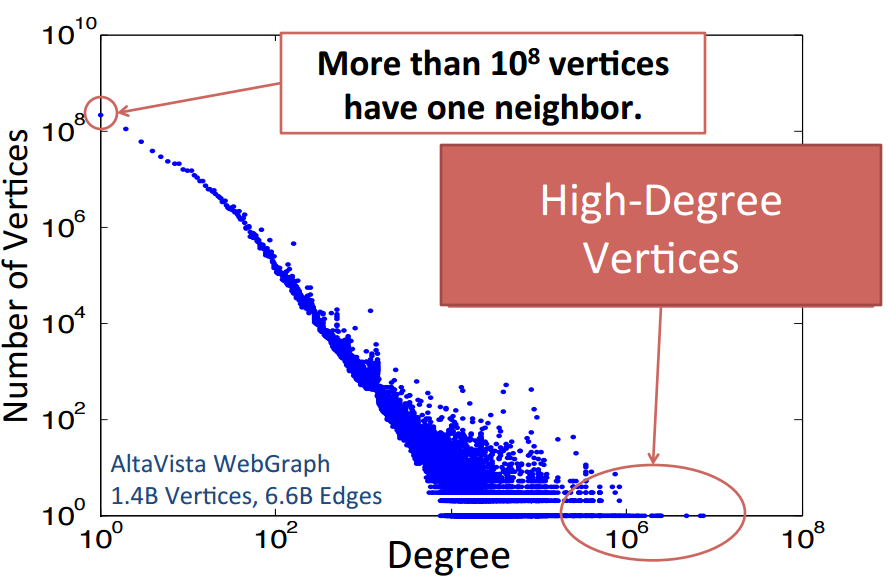 10¹⁰
More than 10⁸ vertices
have one neighbor.
10⁸
High-Degree
Vertices
10⁶
10⁴
10²
10⁰
Number of Vertices
AltaVista WebGraph
1.4B Vertices, 6.6B Edges
10⁰
10²
10⁶
10⁸
Degree